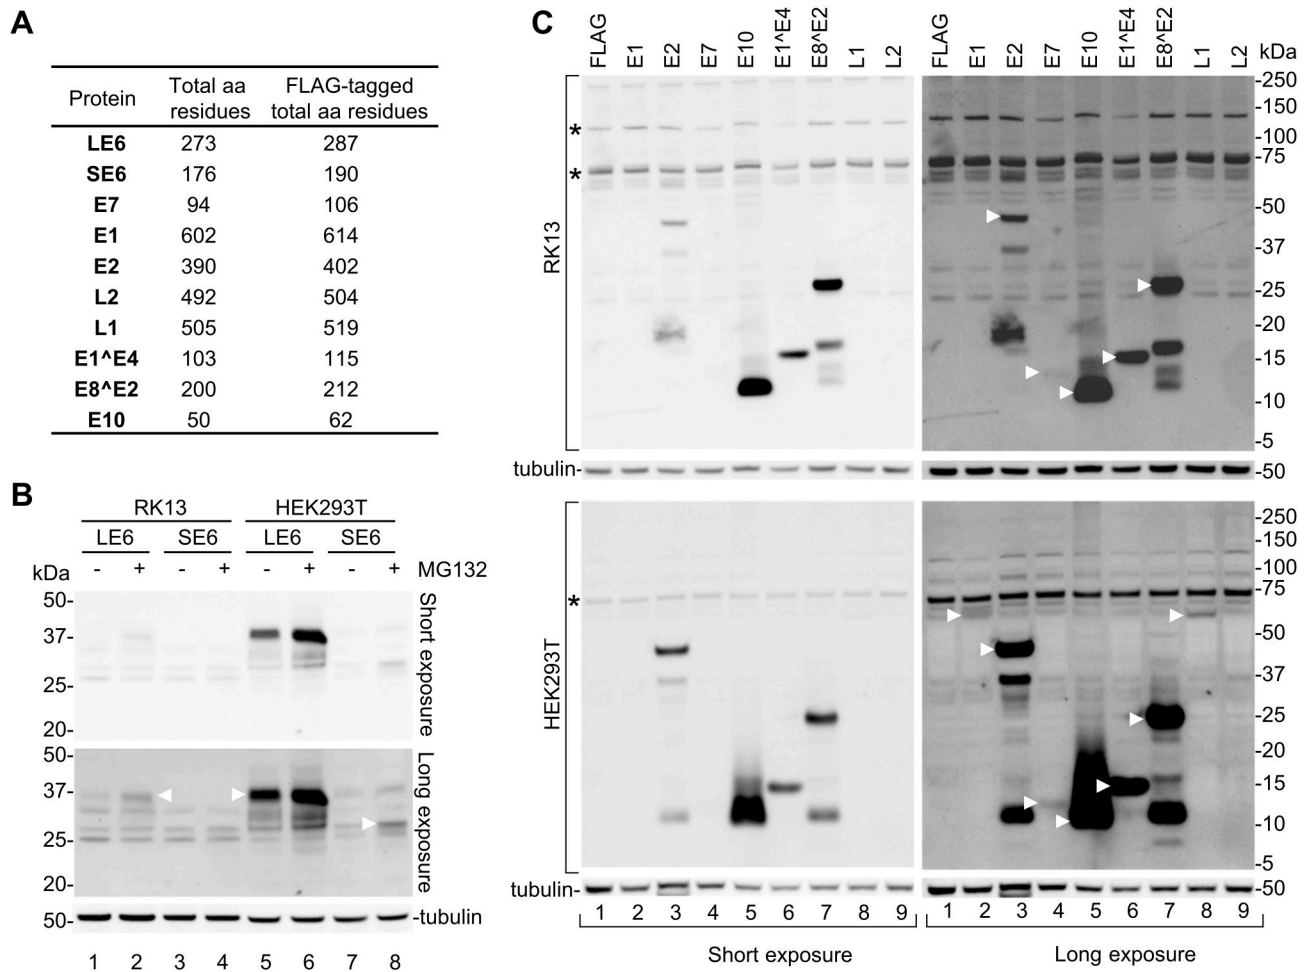 A
Protein Total aa residues FLAG-tagged total aa residues
LE6 273 287
SE6 176 190
E7 94 106
E1 602 614
E2 390 402
L2 492 504
L1 505 519
E1^E4 103 115
E8^E2 200 212
E10 50 62
B
RK13 HEK293T
LE6 SE6 LE6 SE6
kDa - + - + - + - + MG132
50-
37-
25-
20-
Short exposure
50-
37-
25-
20-
Long exposure
50- -tubulin
1 2 3 4 5 6 7 8
C
FLAG E1 E2 E7 E10 E1^E4 E8^E2 L1 L2
FLAG E1 E2 E7 E10 E1^E4 E8^E2 L1 L2
kDa
RK13
*
*
-250
-150
-100
-75
-50
-37
-25
-20
-15
-10
-5
tubulin- -50
HEK293T
*
-250
-150
-100
-75
-50
-37
-25
-20
-15
-10
-5
tubulin- -50
1 2 3 4 5 6 7 8 9
1 2 3 4 5 6 7 8 9
Short exposure
Long exposure